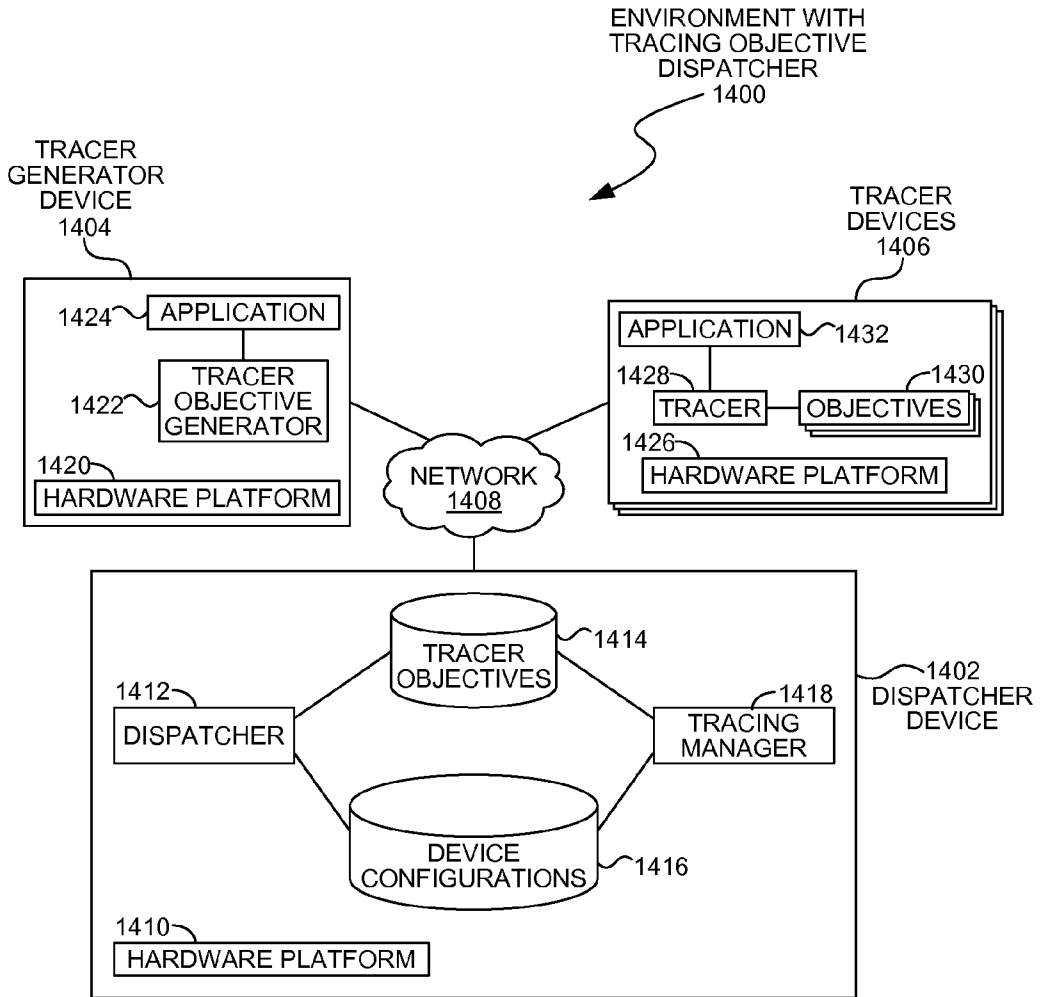 ENVIRONMENT WITH
TRACING OBJECTIVE
DISPATCHER
1400
TRACER
GENERATOR
DEVICE
1404
1424
APPLICATION
1422
TRACER
OBJECTIVE
GENERATOR
1420
HARDWARE PLATFORM
TRACER
DEVICES
1406
APPLICATION
1432
1428
TRACER
1430
OBJECTIVES
1426
HARDWARE PLATFORM
NETWORK
1408
1402
DISPATCHER
DEVICE
TRACER
OBJECTIVES
1414
1412
DISPATCHER
1418
TRACING
MANAGER
DEVICE
CONFIGURATIONS
1416
1410
HARDWARE PLATFORM